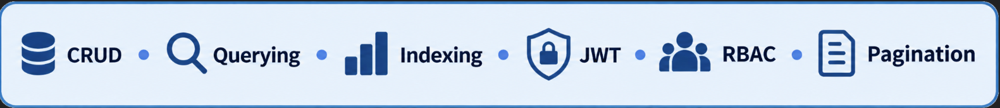 CRUD • Querying • Indexing • JWT • RBAC • Pagination